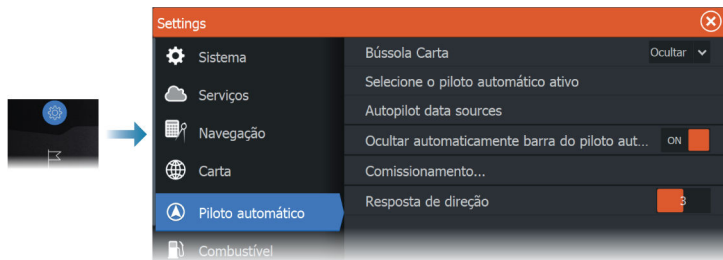 Settings
Sistema
Serviços
Navegação
Carta
Piloto automático
Combustível
Bússola Carta Ocultar
Selecione o piloto automático ativo
Autopilot data sources
Ocultar automaticamente barra do piloto aut... ON
Comissionamento...
Resposta de direção 3